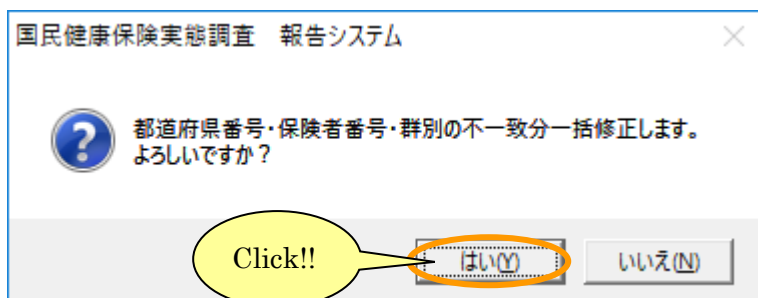 国民健康保険実態調査　報告システム
都道府県番号・保険者番号・群別の不一致分一括修正します。
よろしいですか？
Click!!
はい(Y)
いいえ(N)